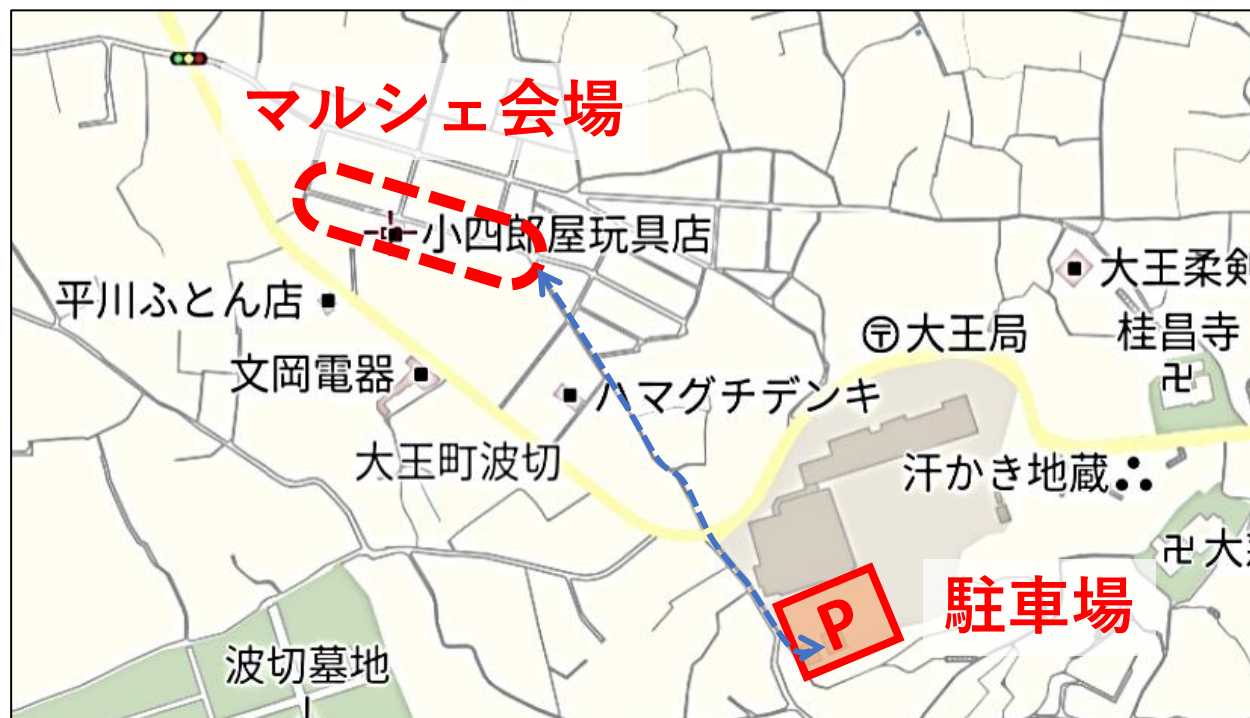 マルシェ会場
小四郎屋玩具店
大王柔剣
平川ふとん店
〒大王局
桂昌寺
文岡電器
ハマグチデンキ
卍
大王町波切
汗かき地蔵
卍大
P
駐車場
波切墓地